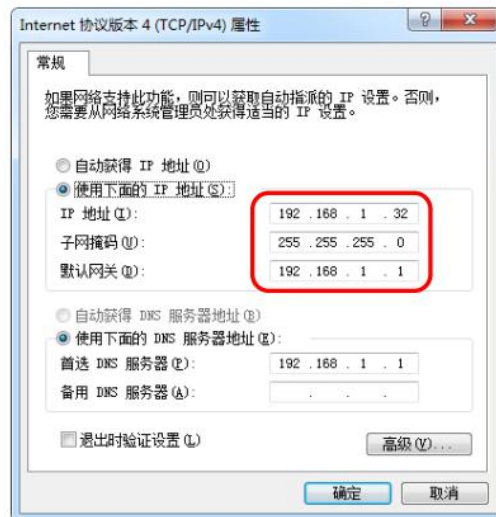 Internet 协议版本 4 (TCP/IPv4) 属性
常规
如果网络支持此功能，则可以获取自动指派的 IP 设置。否则，
您需要从网络系统管理员处获得适当的 IP 设置。
自动获得 IP 地址(O)
使用下面的 IP 地址(S):
IP 地址(I): 192 . 168 . 1 . 32
子网掩码(U): 255 . 255 . 255 . 0
默认网关(D): 192 . 168 . 1 . 1
自动获得 DNS 服务器地址(B)
使用下面的 DNS 服务器地址(E):
首选 DNS 服务器(P): 192 . 168 . 1 . 1
备用 DNS 服务器(A): . . .
退出时验证设置(L)
高级(V)...
确定 取消